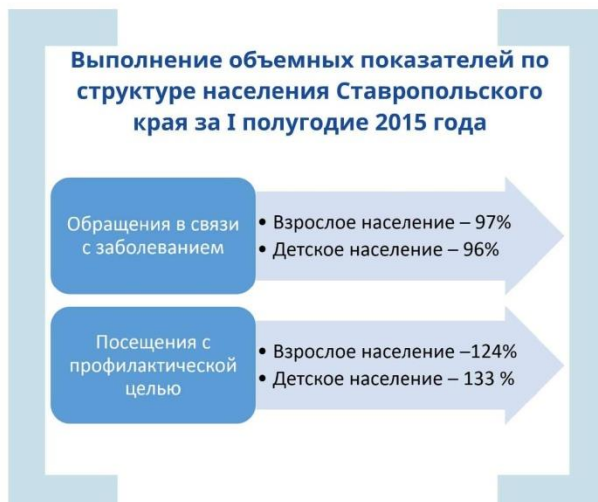 Выполнение объемных показателей по
структуре населения Ставропольского
края за I полугодие 2015 года
Обращения в связи
с заболеванием
• Взрослое население – 97%
• Детское население – 96%
Посещения с
профилактической
целью
• Взрослое население –124%
• Детское население – 133 %